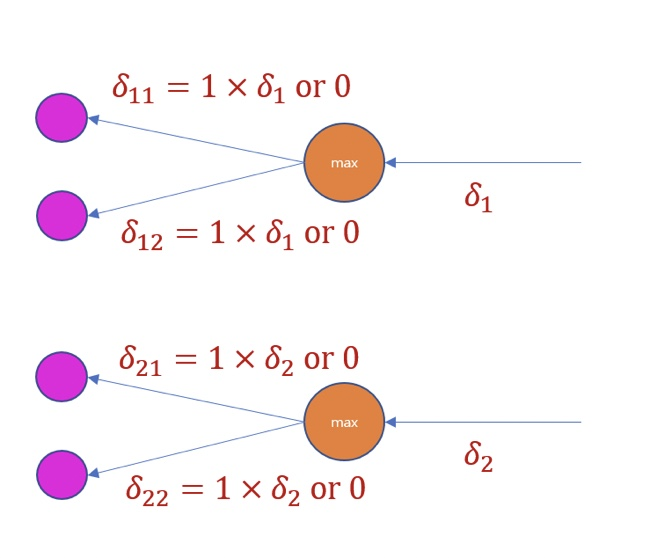 δ₁₁ = 1 × δ₁ or 0
max
δ₁
δ₁₂ = 1 × δ₁ or 0
δ₂₁ = 1 × δ₂ or 0
max
δ₂
δ₂₂ = 1 × δ₂ or 0